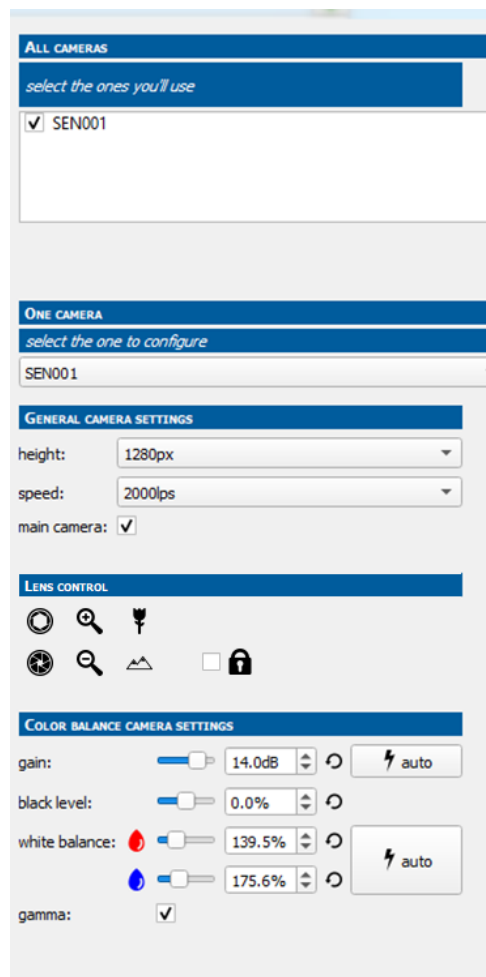 ALL CAMERAS
select the ones you'll use
SEN001
ONE CAMERA
select the one to configure
SEN001
GENERAL CAMERA SETTINGS
height: 1280px
speed: 2000lps
main camera:
LENS CONTROL
COLOR BALANCE CAMERA SETTINGS
gain: 14.0dB auto
black level: 0.0%
white balance: 139.5%
auto
175.6%
gamma: